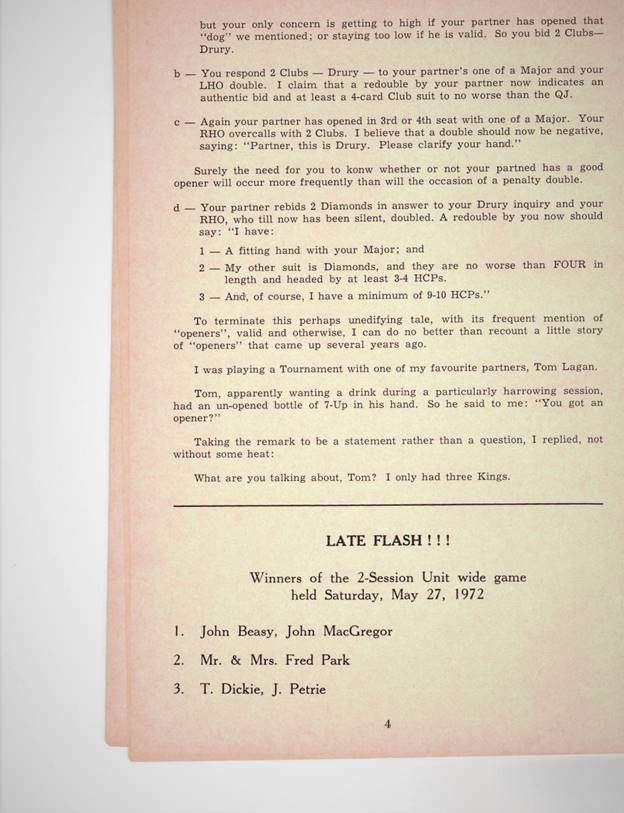 but your only concern is getting to high if your partner has opened that
"dog" we mentioned; or staying too low if he is valid. So you bid 2 Clubs—
Drury.
b — You respond 2 Clubs — Drury — to your partner's one of a Major and your
LHO double. I claim that a redouble by your partner now indicates an
authentic bid and at least a 4-card Club suit to no worse than the QJ.
c — Again your partner has opened in 3rd or 4th seat with one of a Major. Your
RHO overcalls with 2 Clubs. I believe that a double should now be negative,
saying: "Partner, this is Drury. Please clarify your hand."
Surely the need for you to konw whether or not your partned has a good
opener will occur more frequently than will the occasion of a penalty double.
d — Your partner rebids 2 Diamonds in answer to your Drury inquiry and your
RHO, who till now has been silent, doubled. A redouble by you now should
say: "I have:
1 — A fitting hand with your Major; and
2 — My other suit is Diamonds, and they are no worse than FOUR in
length and headed by at least 3-4 HCPs.
3 — And, of course, I have a minimum of 9-10 HCPs."
To terminate this perhaps unedifying tale, with its frequent mention of
"openers", valid and otherwise, I can do no better than recount a little story
of "openers" that came up several years ago.
I was playing a Tournament with one of my favourite partners, Tom Lagan.
Tom, apparently wanting a drink during a particularly harrowing session,
had an un-opened bottle of 7-Up in his hand. So he said to me: "You got an
opener?"
Taking the remark to be a statement rather than a question, I replied, not
without some heat:
What are you talking about, Tom? I only had three Kings.
LATE FLASH ! ! !
Winners of the 2-Session Unit wide game
held Saturday, May 27, 1972
1. John Beasy, John MacGregor
2. Mr. & Mrs. Fred Park
3. T. Dickie, J. Petrie
4